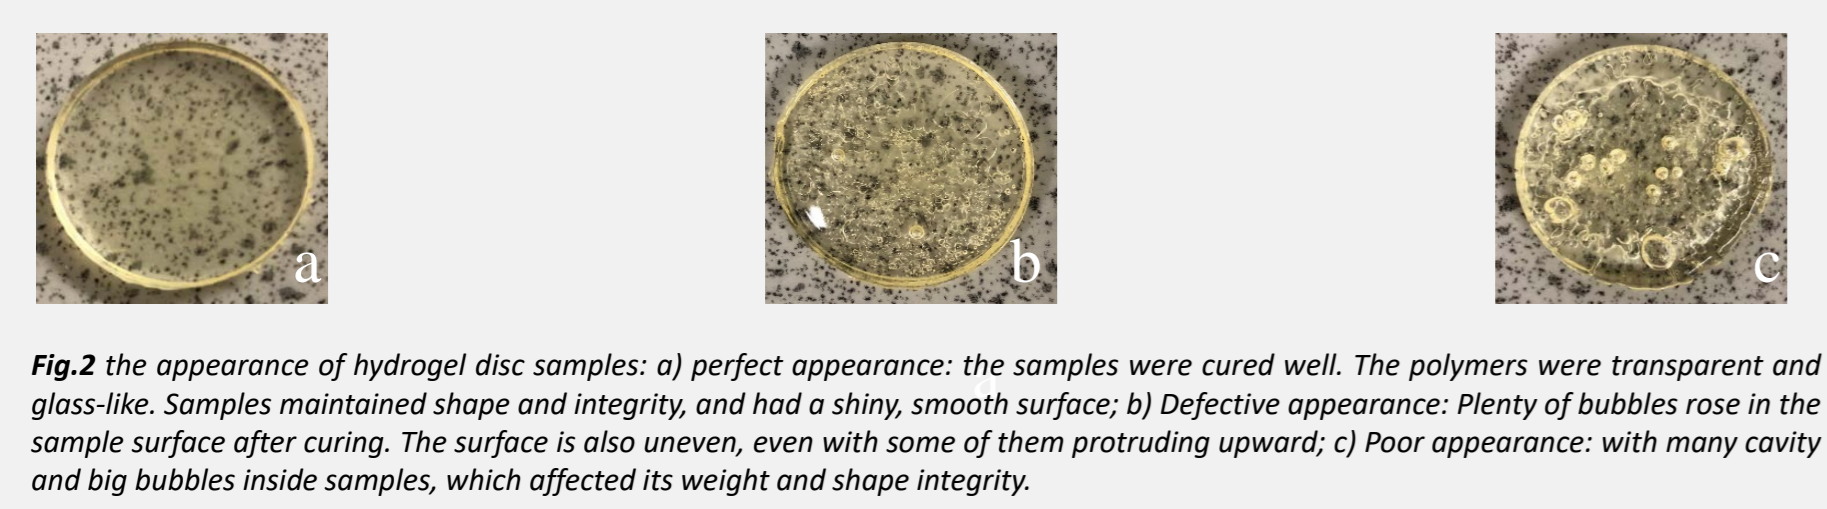 a
b
c
Fig.2 the appearance of hydrogel disc samples: a) perfect appearance: the samples were cured well. The polymers were transparent and
glass-like. Samples maintained shape and integrity, and had a shiny, smooth surface; b) Defective appearance: Plenty of bubbles rose in the
sample surface after curing. The surface is also uneven, even with some of them protruding upward; c) Poor appearance: with many cavity
and big bubbles inside samples, which affected its weight and shape integrity.